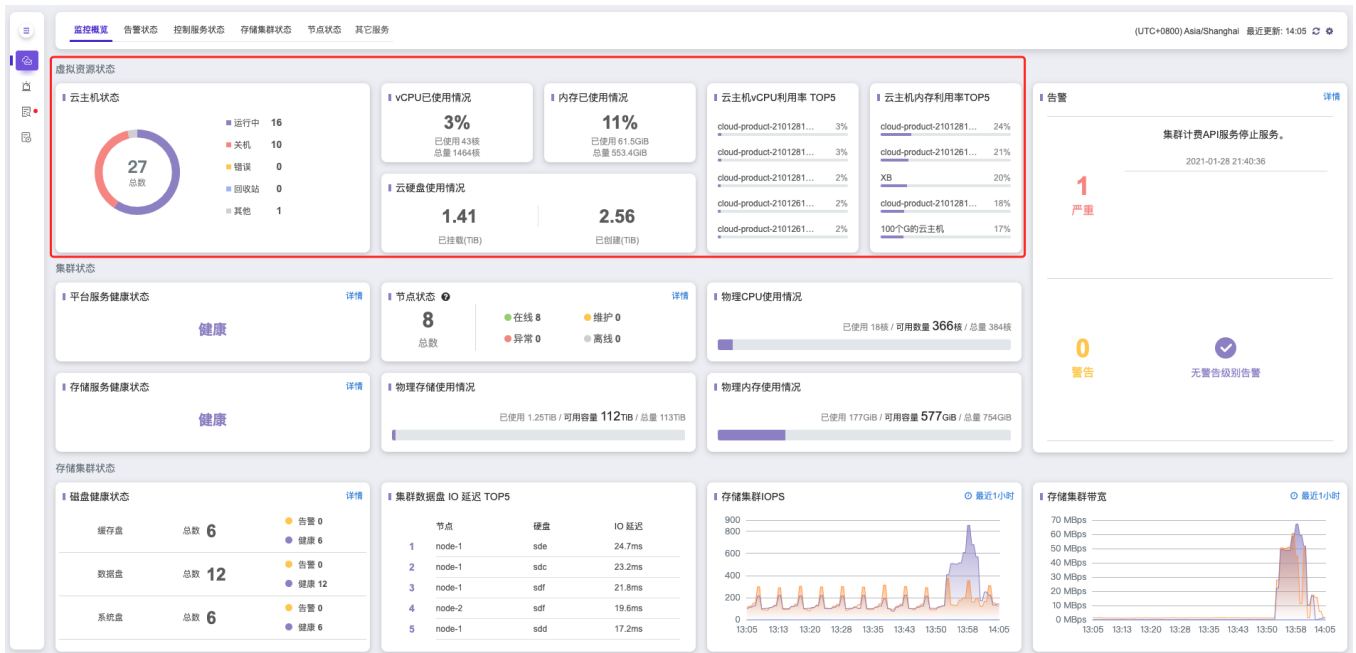 监控概览 告警状态 控制服务状态 存储集群状态 节点状态 其它服务
(UTC+0800) Asia/Shanghai 最近更新: 14:05
虚拟资源状态
云主机状态
27
总数
运行中 16
关机 10
错误 0
回收站 0
其他 1
vCPU已使用情况
3%
已使用 43核
总量 1464核
内存已使用情况
11%
已使用 61.5GiB
总量 553.4GiB
云硬盘使用情况
1.41
已挂载(TiB)
2.56
已创建(TiB)
云主机vCPU利用率 TOP5
cloud-product-2101281... 3%
cloud-product-2101281... 3%
cloud-product-2101281... 2%
cloud-product-2101261... 2%
cloud-product-2101261... 2%
云主机内存利用率TOP5
cloud-product-2101281... 24%
cloud-product-2101261... 21%
XB 20%
cloud-product-2101281... 18%
100个G的云主机 17%
告警 详情
1
严重
集群计费API服务停止服务。
2021-01-28 21:40:36
0
警告
无警告级别告警
集群状态
平台服务健康状态 详情
健康
节点状态 详情
8
总数
在线 8 维护 0
异常 0 离线 0
物理CPU使用情况
已使用 18核 / 可用数量 366核 / 总量 384核
存储服务健康状态 详情
健康
物理存储使用情况
已使用 1.25TiB / 可用容量 112TiB / 总量 113TiB
物理内存使用情况
已使用 177GiB / 可用容量 577GiB / 总量 754GiB
存储集群状态
磁盘健康状态 详情
缓存盘 总数 6
告警 0
健康 6
数据盘 总数 12
告警 0
健康 12
系统盘 总数 6
告警 0
健康 6
集群数据盘 IO 延迟 TOP5
节点 硬盘 IO 延迟
1 node-1 sde 24.7ms
2 node-1 sdc 23.2ms
3 node-1 sdf 21.8ms
4 node-2 sdf 19.6ms
5 node-1 sdd 17.2ms
存储集群IOPS 最近1小时
900
800
600
400
200
0
13:05 13:13 13:20 13:28 13:35 13:43 13:50 13:58 14:05
存储集群带宽 最近1小时
70 MBps
60 MBps
50 MBps
40 MBps
30 MBps
20 MBps
10 MBps
0 MBps
13:05 13:13 13:20 13:28 13:35 13:43 13:50 13:58 14:05